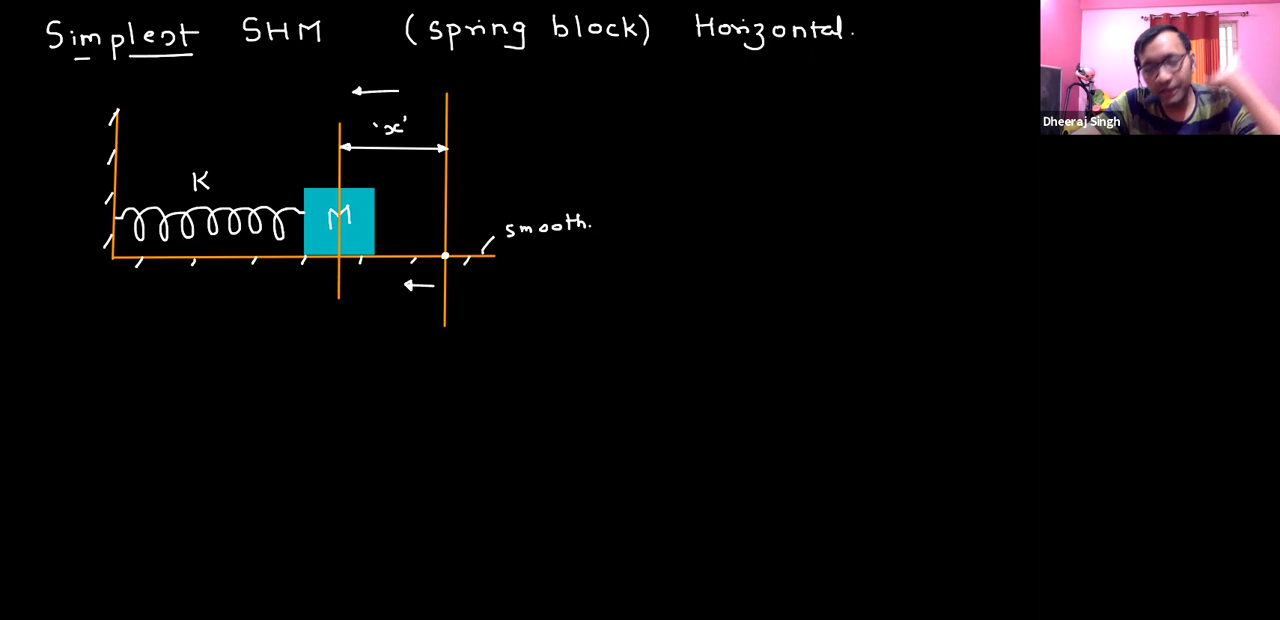 Simplest SHM (spring block) Horizontal.
'x'
K
M
smooth.
Dheeraj Singh